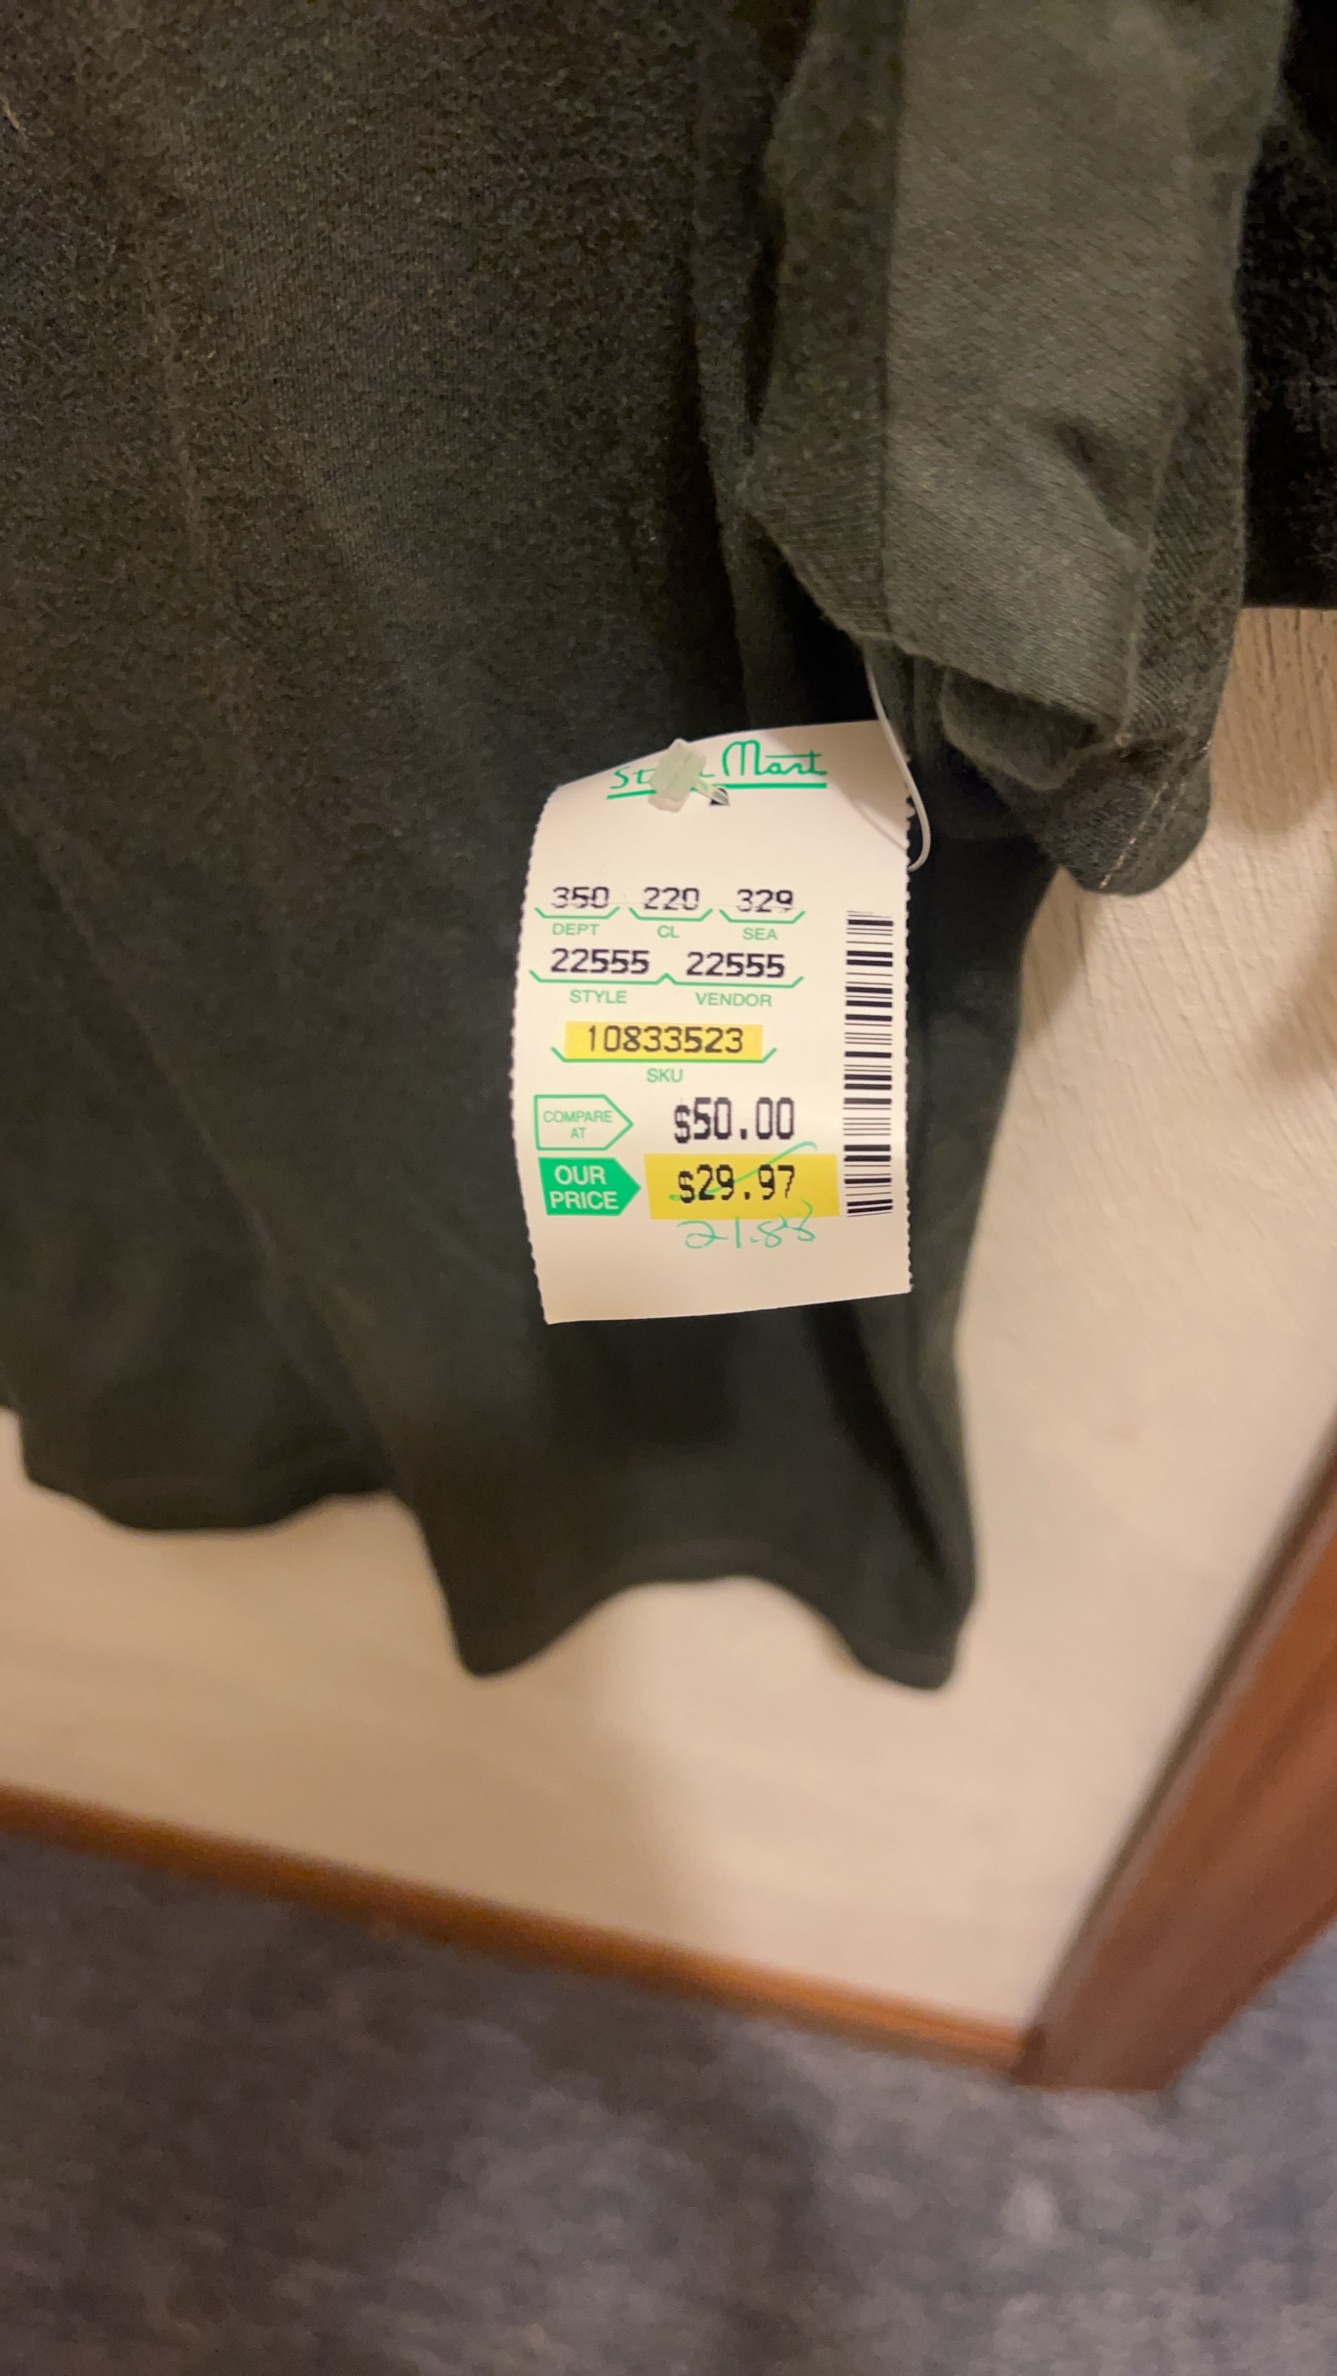 Mart
350 220 329
DEPT CL SEA
22555 22555
STYLE VENDOR
10833523
SKU
COMPARE AT $50.00
OUR PRICE $29.97
21.88